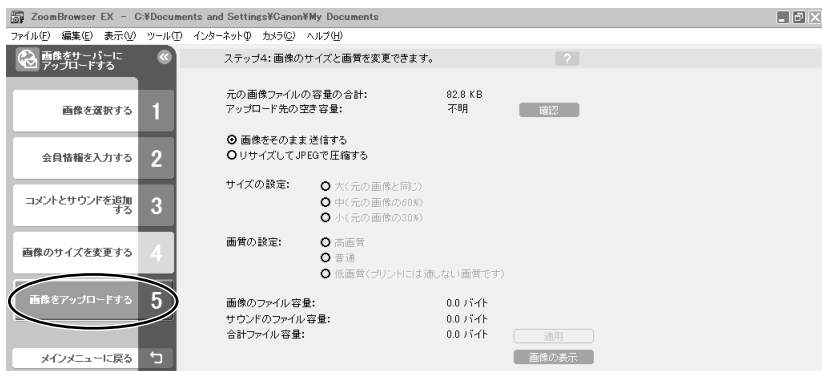 ZoomBrowser EX - C:¥Documents and Settings¥Canon¥My Documents
ファイル(F) 編集(E) 表示(V) ツール(T) インターネット(I) カメラ(C) ヘルプ(H)
画像をサーバーに
アップロードする
ステップ4: 画像のサイズと画質を変更できます。
?
画像を選択する 1
会員情報を入力する 2
コメントとサウンドを追加
する 3
画像のサイズを変更する 4
画像をアップロードする 5
メインメニューに戻る
元の画像ファイルの容量の合計: 82.8 KB
アップロード先の空き容量: 不明 確認
画像をそのまま送信する
リサイズしてJPEGで圧縮する
サイズの設定: 大(元の画像と同じ)
中(元の画像の60%)
小(元の画像の30%)
画質の設定: 高画質
普通
低画質(プリントには適しない画質です)
画像のファイル容量: 0.0 バイト
サウンドのファイル容量: 0.0 バイト
合計ファイル容量: 0.0 バイト 適用
画像の表示